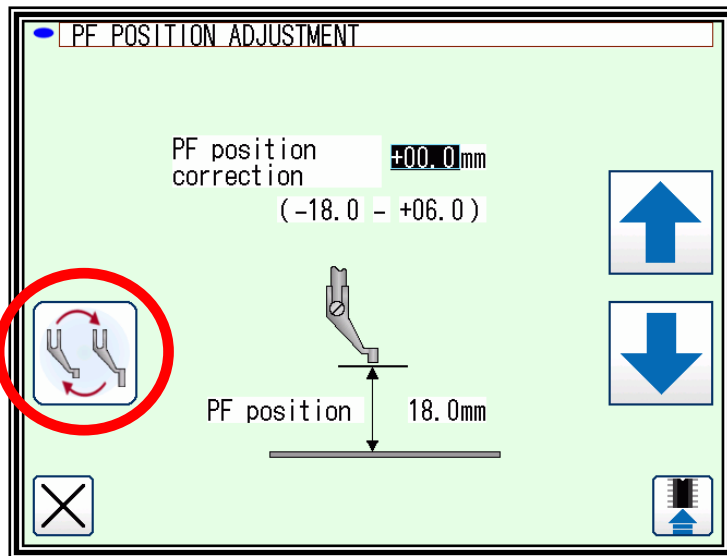 PF POSITION ADJUSTMENT
PF position +00.0mm
correction
(-18.0 - +06.0)
PF position 18.0mm